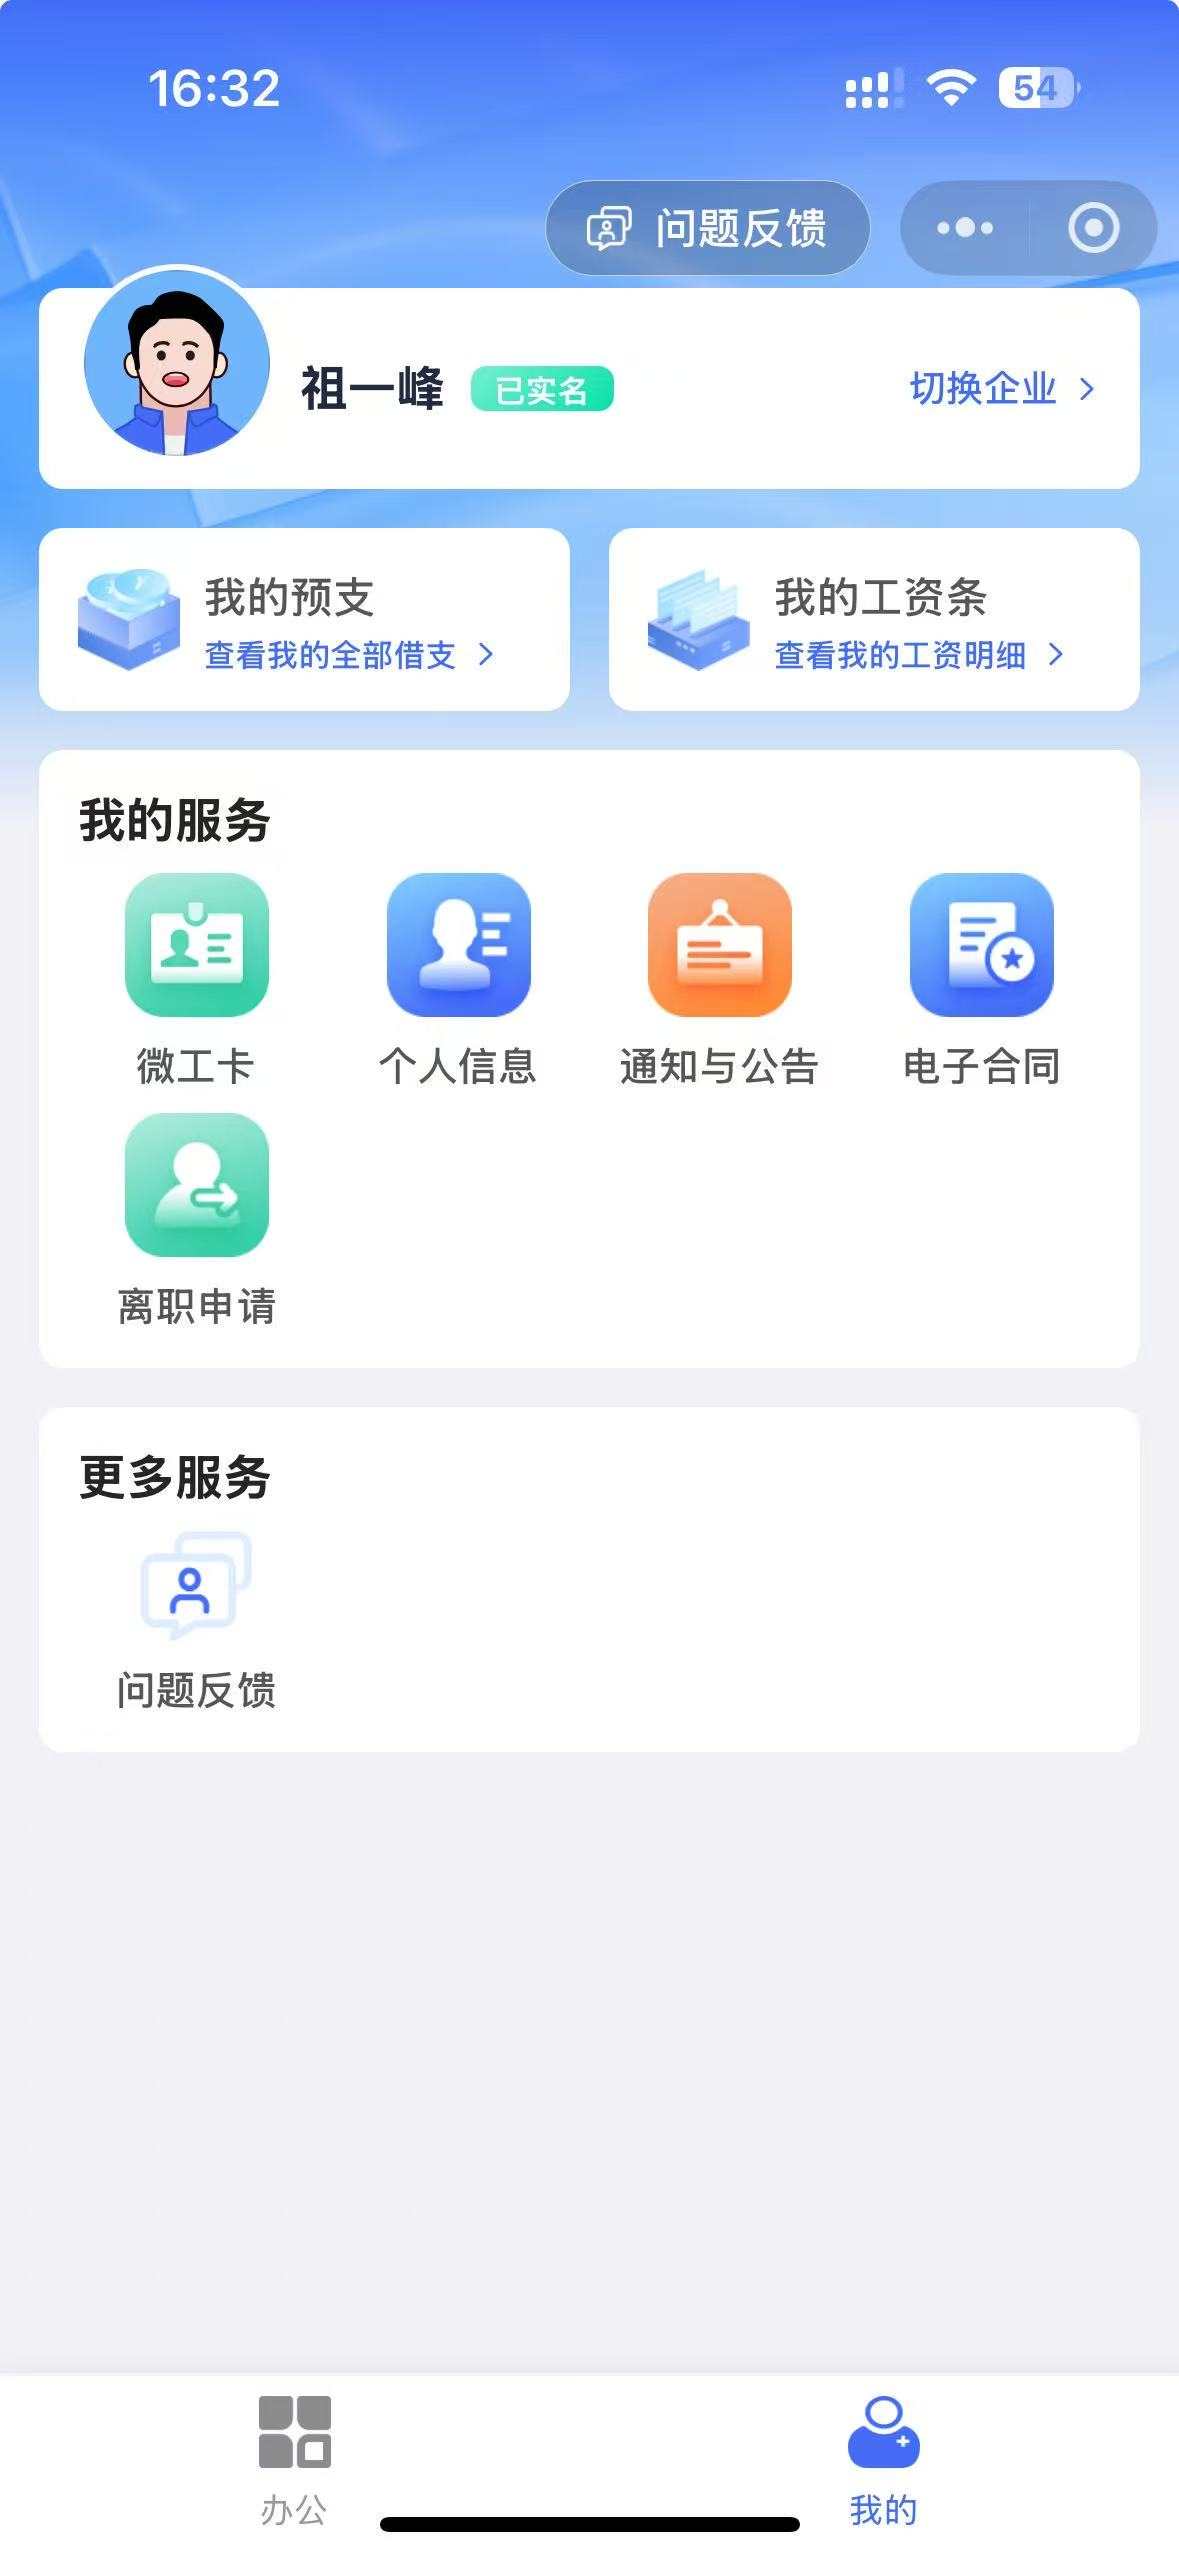 16:32
54
问题反馈
祖一峰 已实名 切换企业
我的预支
查看我的全部借支
我的工资条
查看我的工资明细
我的服务
微工卡 个人信息 通知与公告 电子合同
离职申请
更多服务
问题反馈
办公 我的